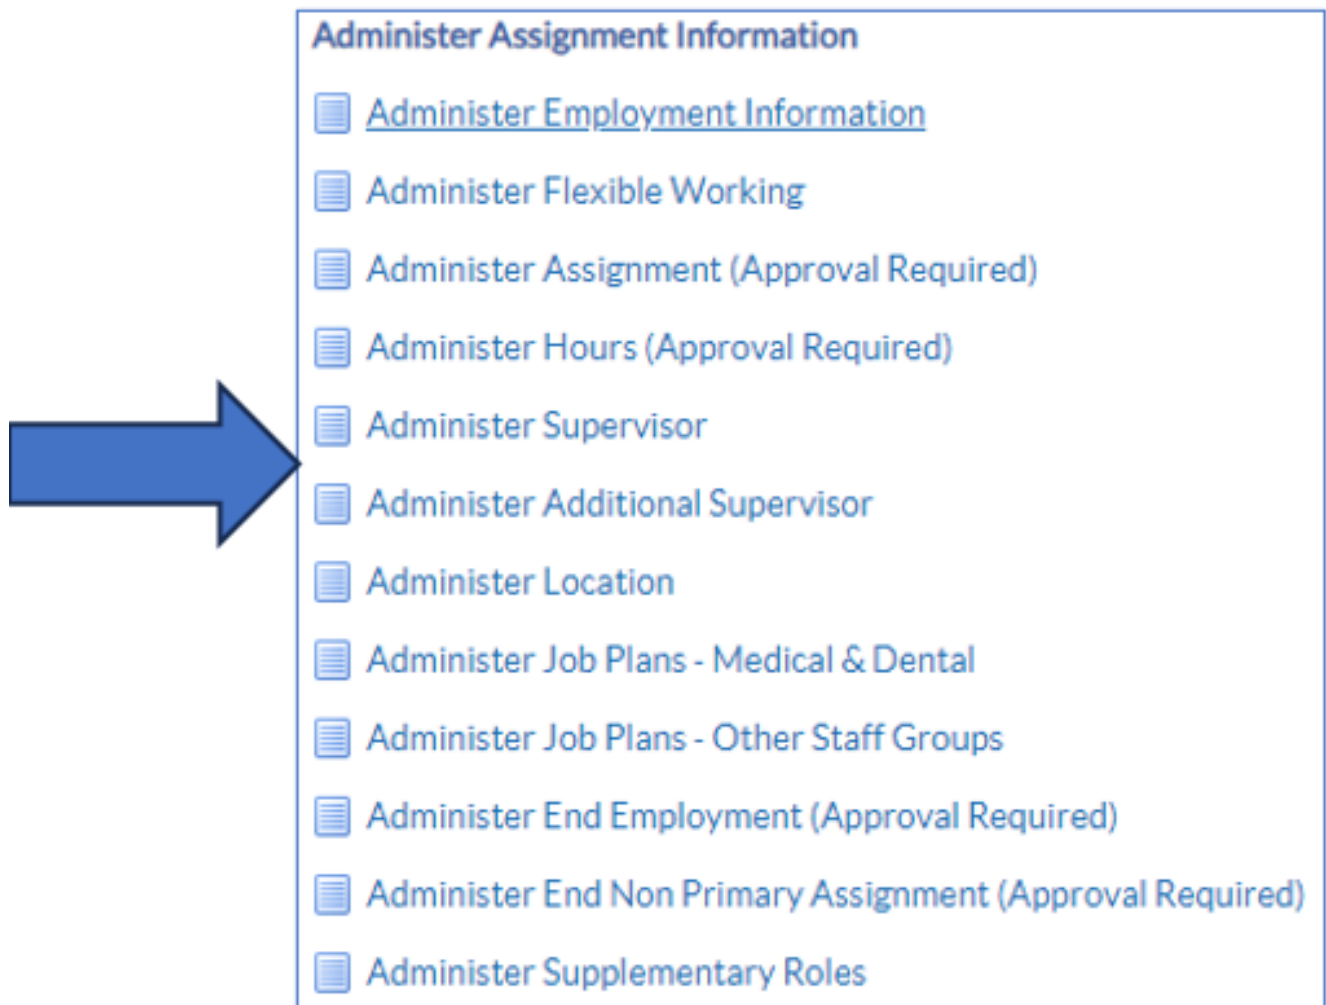 Administer Assignment Information
Administer Employment Information
Administer Flexible Working
Administer Assignment (Approval Required)
Administer Hours (Approval Required)
Administer Supervisor
Administer Additional Supervisor
Administer Location
Administer Job Plans - Medical & Dental
Administer Job Plans - Other Staff Groups
Administer End Employment (Approval Required)
Administer End Non Primary Assignment (Approval Required)
Administer Supplementary Roles